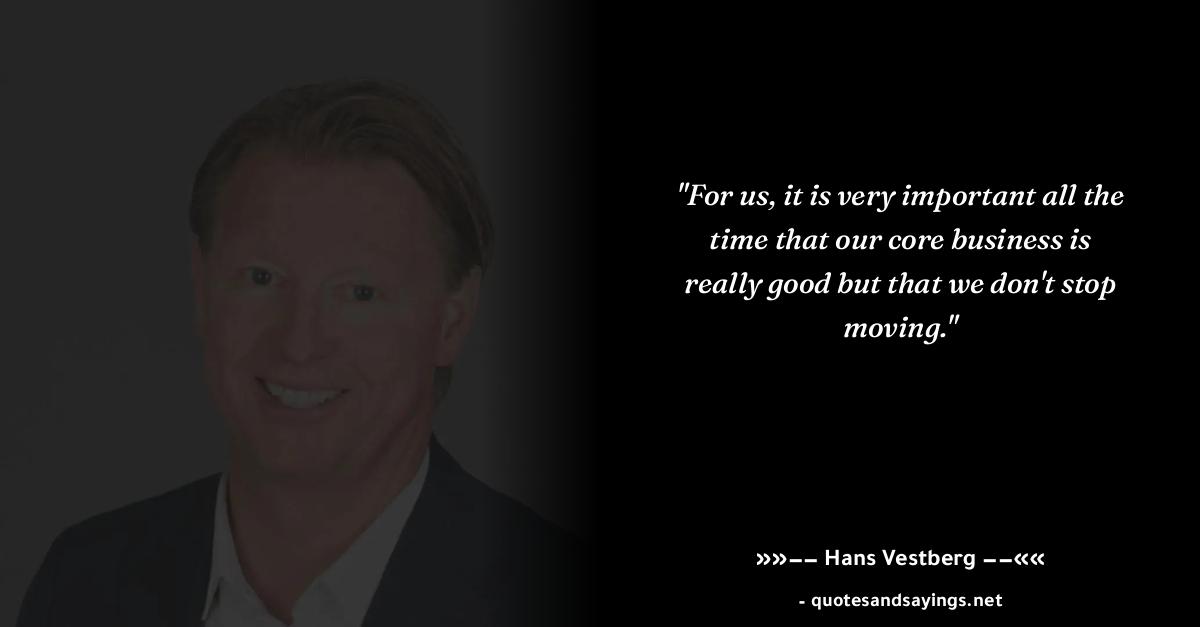 "For us, it is very important all the
time that our core business is
really good but that we don't stop
moving."
»»−− Hans Vestberg −−««
- quotesandsayings.net